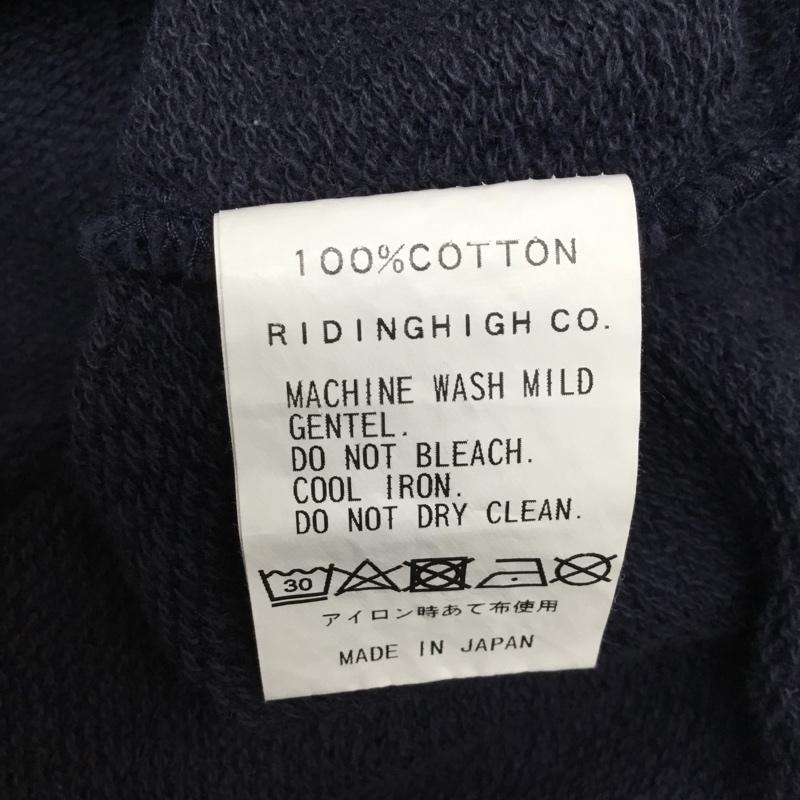 100%COTTON
RIDINGHIGH CO.
MACHINE WASH MILD
GENTEL.
DO NOT BLEACH.
COOL IRON.
DO NOT DRY CLEAN.
30
アイロン時あて布使用
MADE IN JAPAN